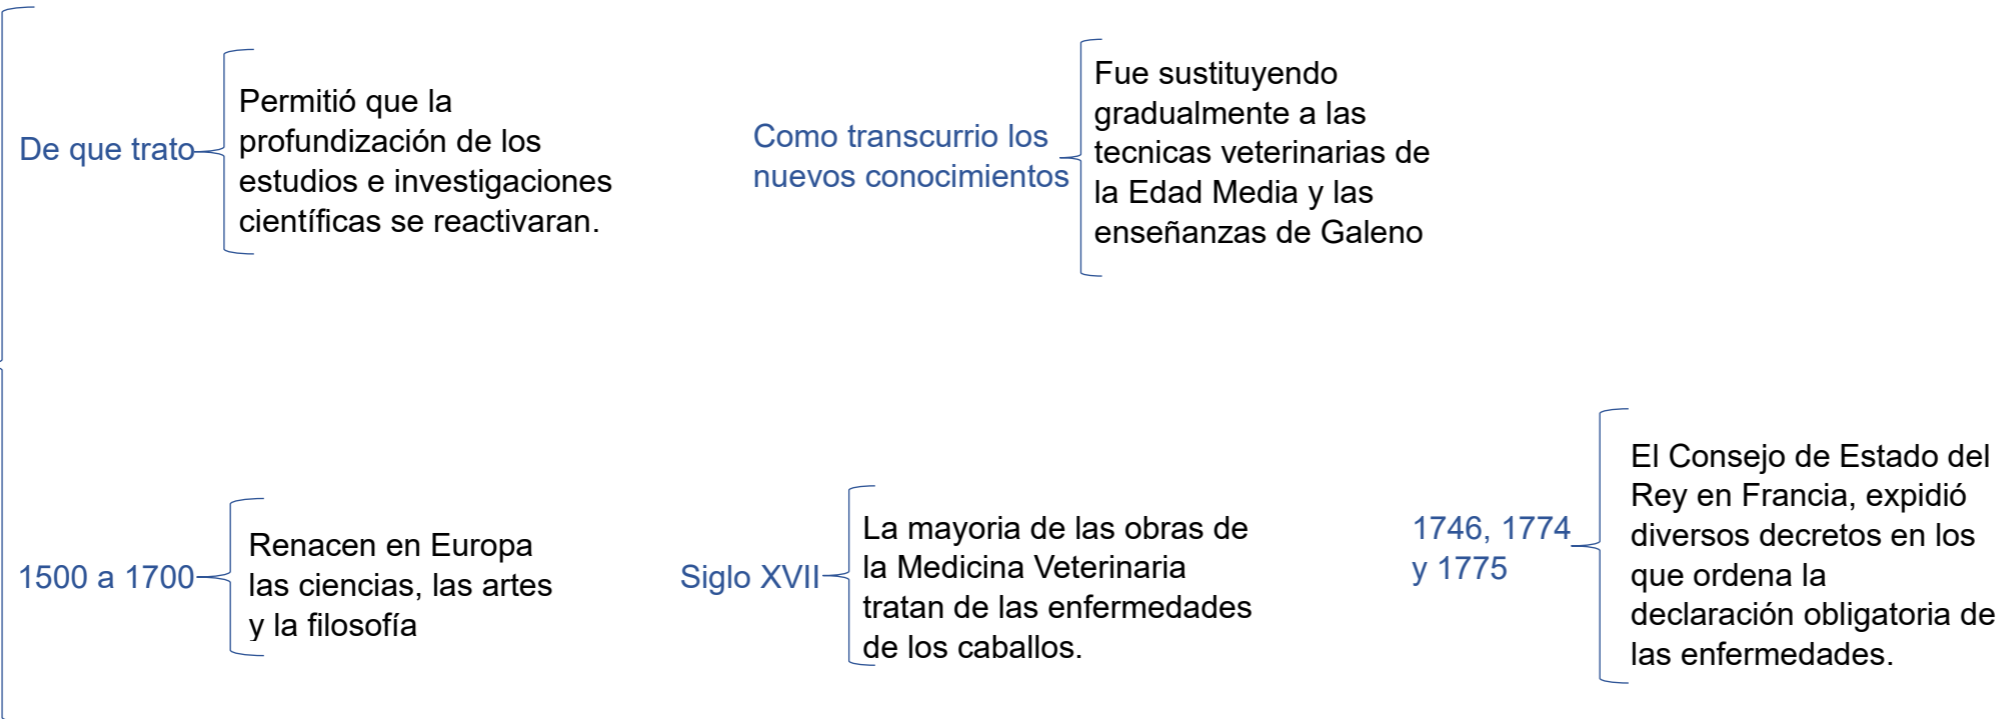 De que trato
Permitió que la
profundización de los
estudios e investigaciones
científicas se reactivaran.
Como transcurrio los
nuevos conocimientos
Fue sustituyendo
gradualmente a las
tecnicas veterinarias de
la Edad Media y las
enseñanzas de Galeno
1500 a 1700
Renacen en Europa
las ciencias, las artes
y la filosofía
Siglo XVII
La mayoria de las obras de
la Medicina Veterinaria
tratan de las enfermedades
de los caballos.
1746, 1774
y 1775
El Consejo de Estado del
Rey en Francia, expidió
diversos decretos en los
que ordena la
declaración obligatoria de
las enfermedades.